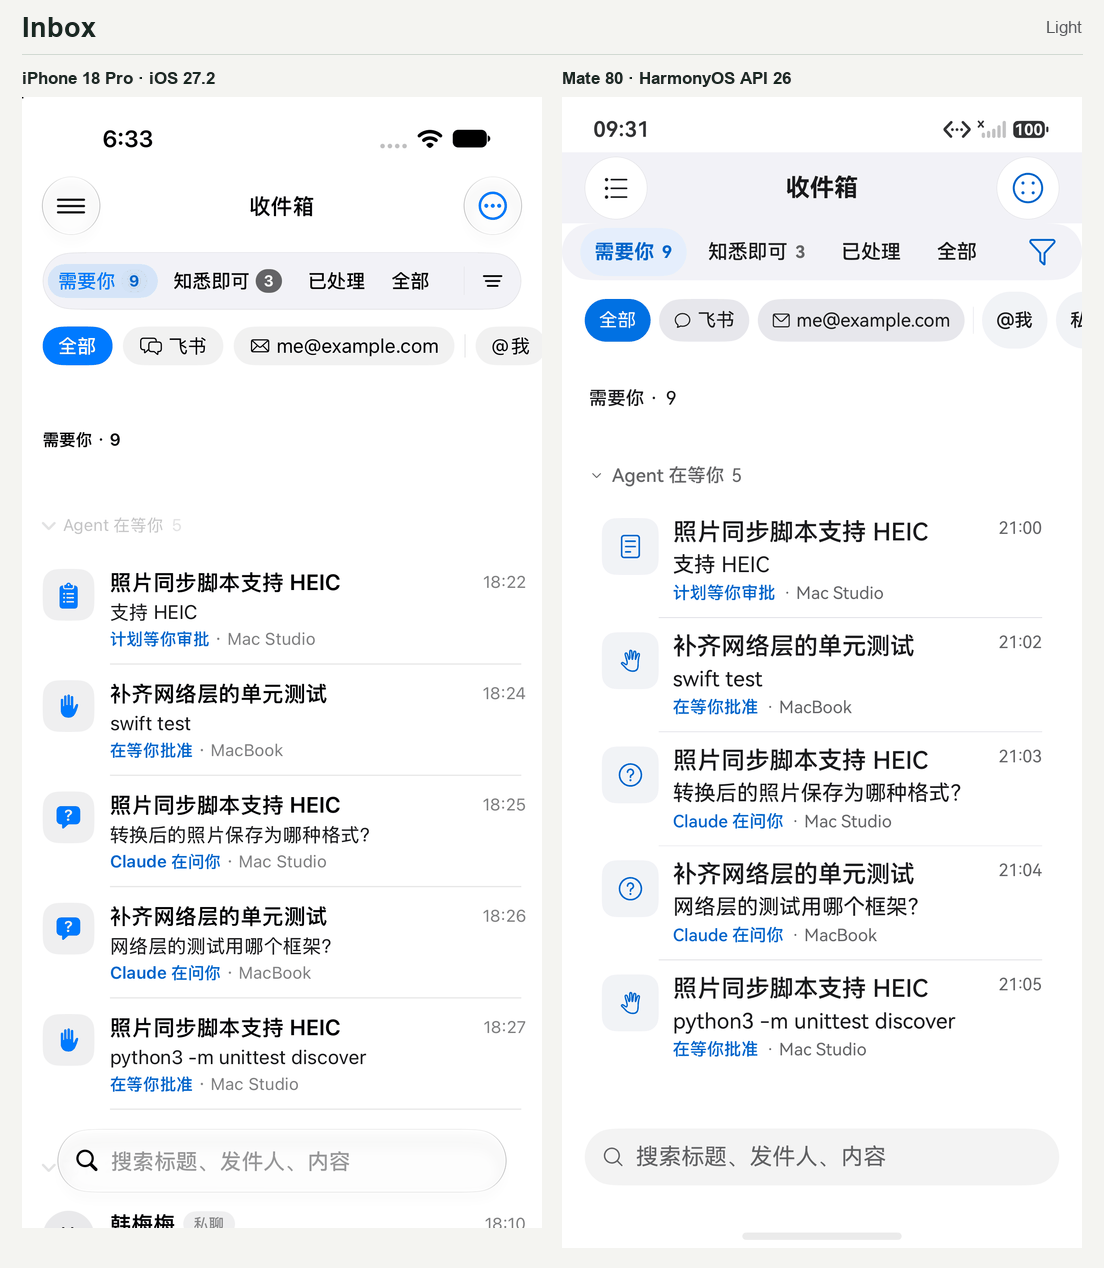 Inbox
Light
iPhone 18 Pro · iOS 27.2
6:33
收件箱
需要你 9 知悉即可 3 已处理 全部
全部 飞书 me@example.com @我
需要你 · 9
Agent 在等你 5
照片同步脚本支持 HEIC 18:22
支持 HEIC
计划等你审批 · Mac Studio
补齐网络层的单元测试 18:24
swift test
在等你批准 · MacBook
照片同步脚本支持 HEIC 18:25
转换后的照片保存为哪种格式?
Claude 在问你 · Mac Studio
补齐网络层的单元测试 18:26
网络层的测试用哪个框架?
Claude 在问你 · MacBook
照片同步脚本支持 HEIC 18:27
python3 -m unittest discover
在等你批准 · Mac Studio
搜索标题、发件人、内容
韩梅梅 私聊 18:10
Mate 80 · HarmonyOS API 26
09:31 100
收件箱
需要你 9 知悉即可 3 已处理 全部
全部 飞书 me@example.com @我 私
需要你 · 9
Agent 在等你 5
照片同步脚本支持 HEIC 21:00
支持 HEIC
计划等你审批 · Mac Studio
补齐网络层的单元测试 21:02
swift test
在等你批准 · MacBook
照片同步脚本支持 HEIC 21:03
转换后的照片保存为哪种格式?
Claude 在问你 · Mac Studio
补齐网络层的单元测试 21:04
网络层的测试用哪个框架?
Claude 在问你 · MacBook
照片同步脚本支持 HEIC 21:05
python3 -m unittest discover
在等你批准 · Mac Studio
搜索标题、发件人、内容